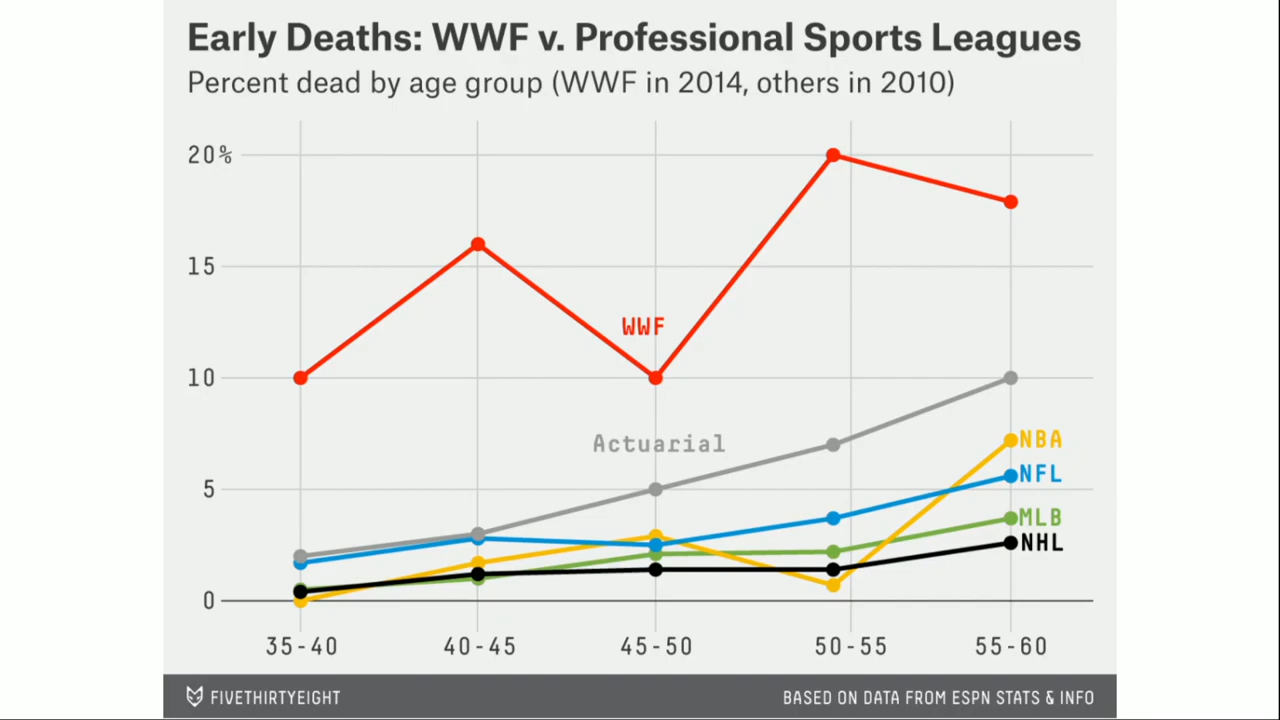 Early Deaths: WWF v. Professional Sports Leagues
Percent dead by age group (WWF in 2014, others in 2010)
20%
15
WWF
10
Actuarial
NBA
NFL
5
MLB
NHL
0
35-40 40-45 45-50 50-55 55-60
FIVETHIRTYEIGHT BASED ON DATA FROM ESPN STATS & INFO